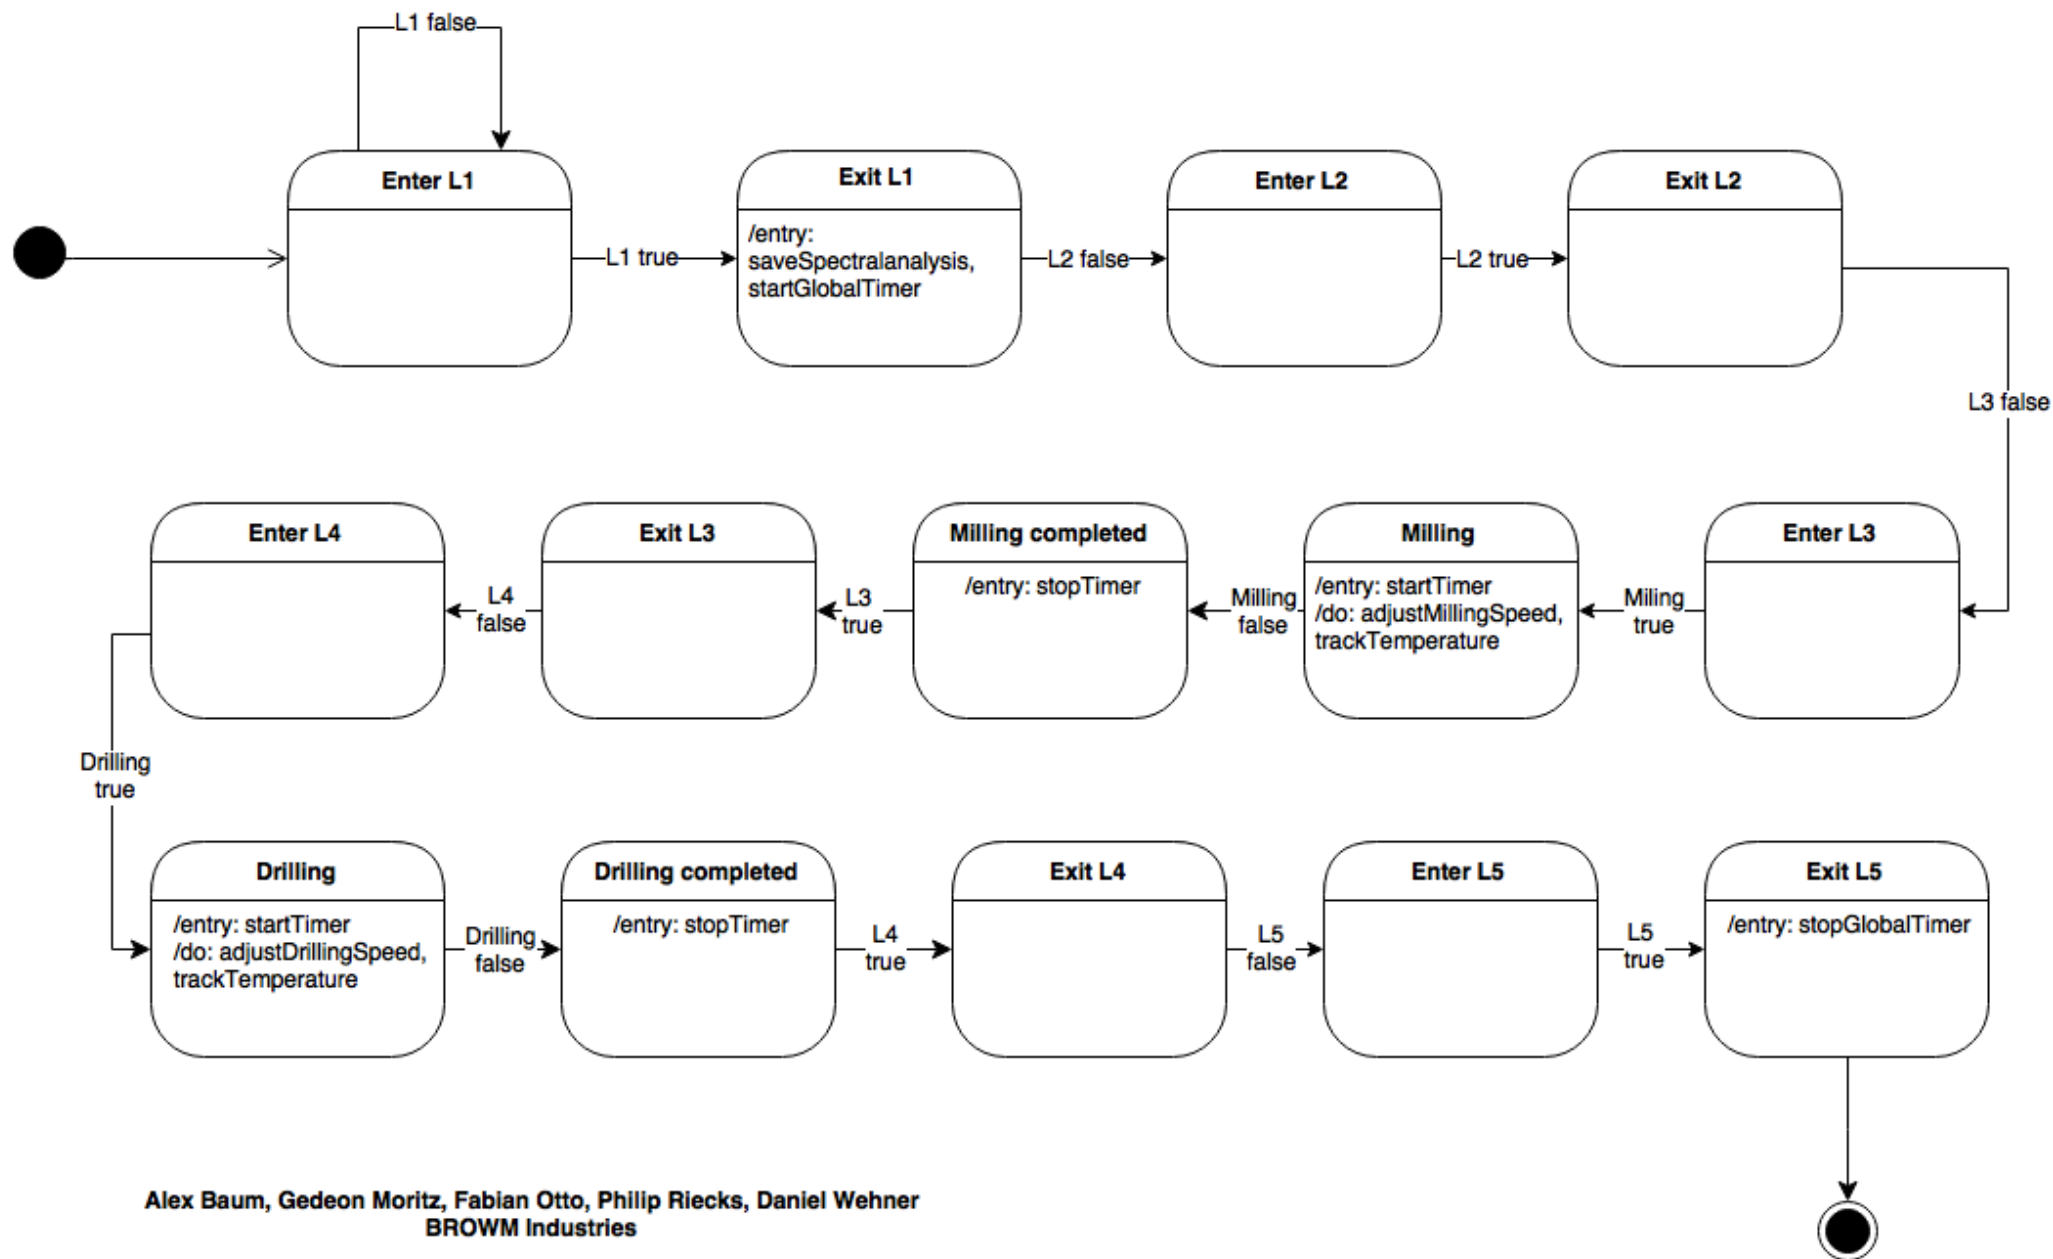 L1 false
Enter L1
Exit L1
Enter L2
Exit L2
/entry:
saveSpectralanalysis,
startGlobalTimer
L1 true
L2 false
L2 true
L3 false
Enter L4
Exit L3
Milling completed
Milling
Enter L3
/entry: stopTimer
/entry: startTimer
/do: adjustMillingSpeed,
trackTemperature
L4
false
L3
true
Milling
false
Miling
true
Drilling
true
Drilling
Drilling completed
Exit L4
Enter L5
Exit L5
/entry: startTimer
/do: adjustDrillingSpeed,
trackTemperature
Drilling
false
/entry: stopTimer
L4
true
L5
false
L5
true
/entry: stopGlobalTimer
Alex Baum, Gedeon Moritz, Fabian Otto, Philip Riecks, Daniel Wehner
BROWM Industries